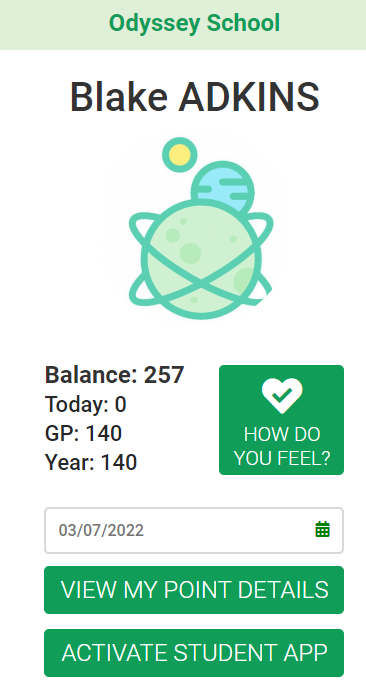 Odyssey School
Blake ADKINS
Balance: 257
Today: 0
GP: 140
Year: 140
HOW DO
YOU FEEL?
03/07/2022
VIEW MY POINT DETAILS
ACTIVATE STUDENT APP